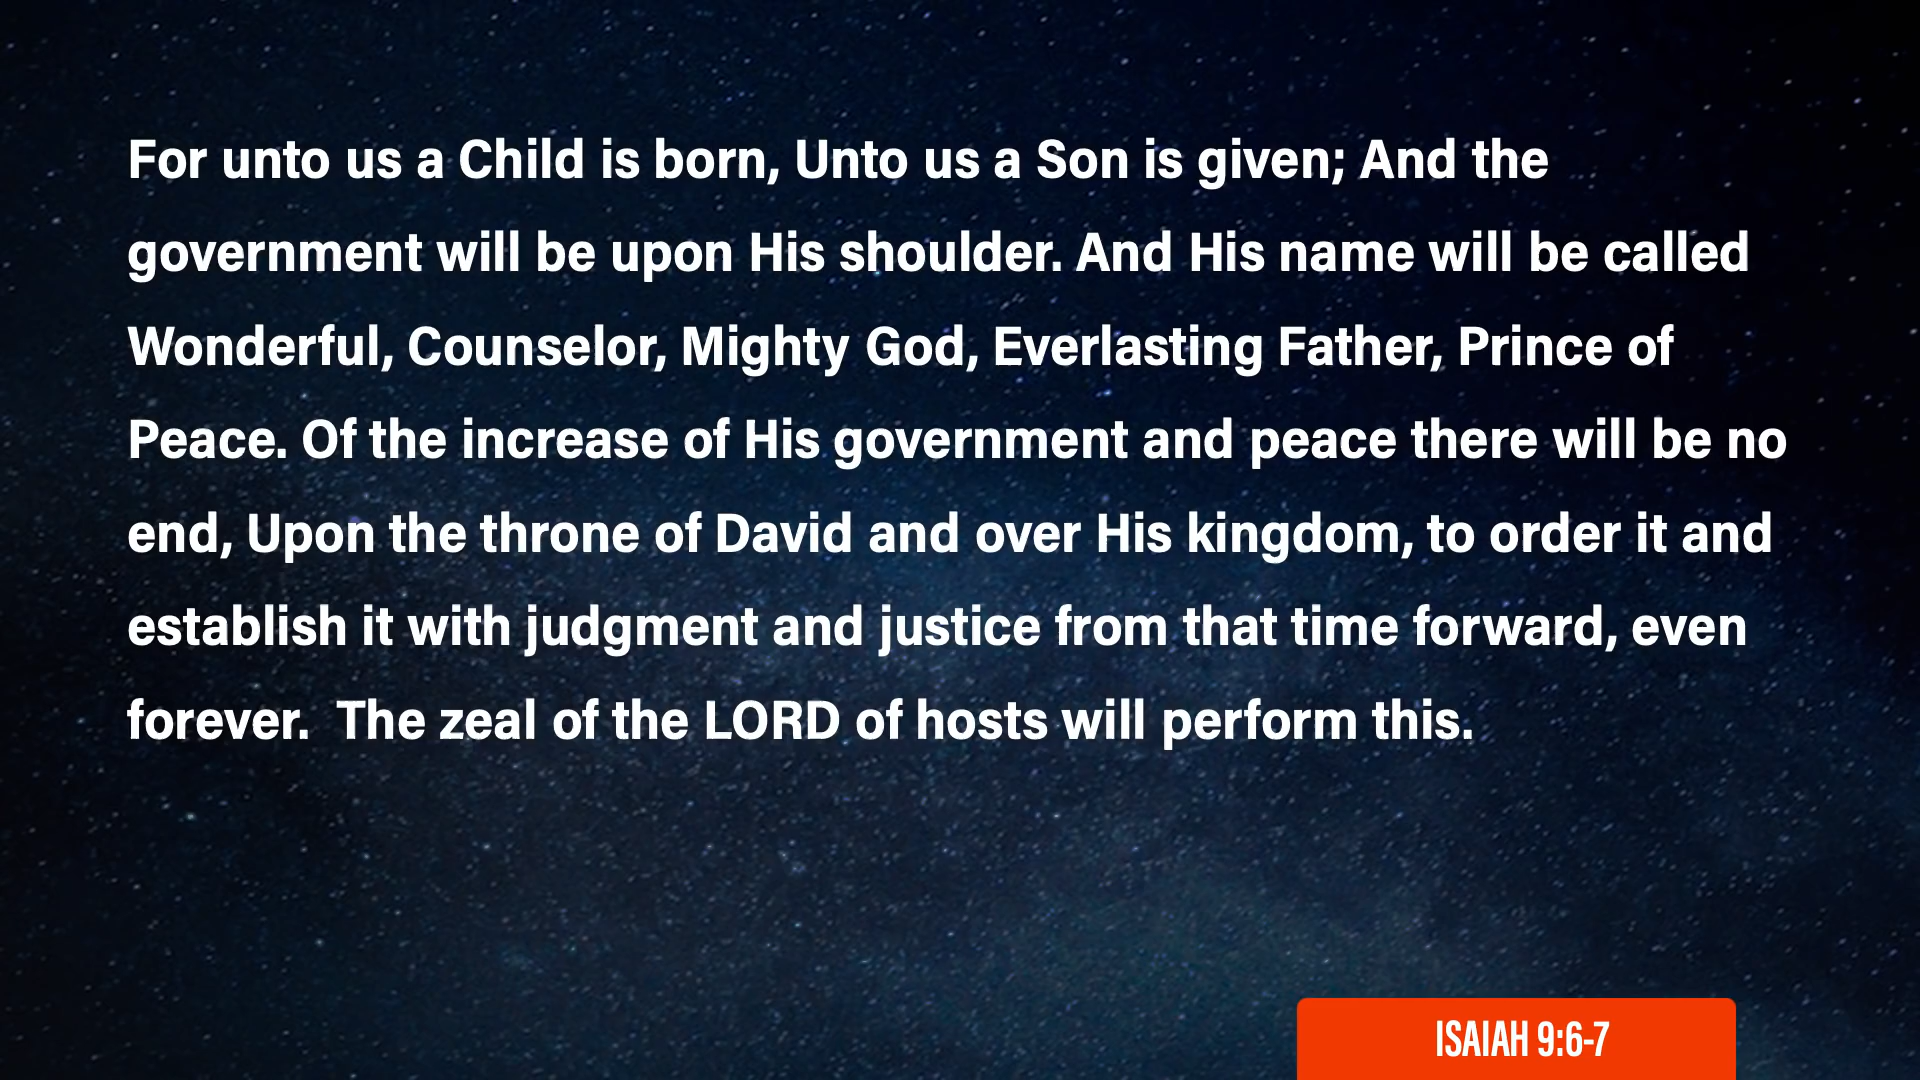 For unto us a Child is born, Unto us a Son is given; And the
government will be upon His shoulder. And His name will be called
Wonderful, Counselor, Mighty God, Everlasting Father, Prince of
Peace. Of the increase of His government and peace there will be no
end, Upon the throne of David and over His kingdom, to order it and
establish it with judgment and justice from that time forward, even
forever.  The zeal of the LORD of hosts will perform this.
ISAIAH 9:6-7